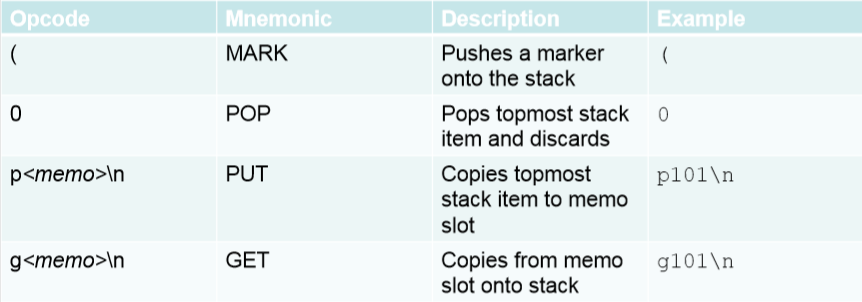 Opcode Mnemonic Description Example
( MARK Pushes a marker (
onto the stack
0 POP Pops topmost stack 0
item and discards
p<memo>\n PUT Copies topmost p101\n
stack item to memo
slot
g<memo>\n GET Copies from memo g101\n
slot onto stack